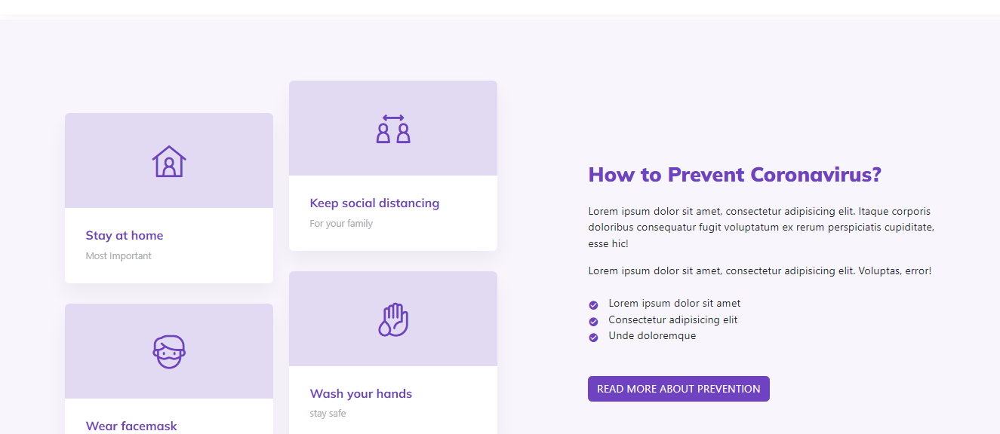 Stay at home
Most Important
Wear facemask
Keep social distancing
For your family
Wash your hands
stay safe
How to Prevent Coronavirus?
Lorem ipsum dolor sit amet, consectetur adipisicing elit. Itaque corporis
doloribus consequatur fugit voluptatum ex rerum perspiciatis cupiditate,
esse hic!
Lorem ipsum dolor sit amet, consectetur adipisicing elit. Voluptas, error!
Lorem ipsum dolor sit amet
Consectetur adipisicing elit
Unde doloremque
READ MORE ABOUT PREVENTION